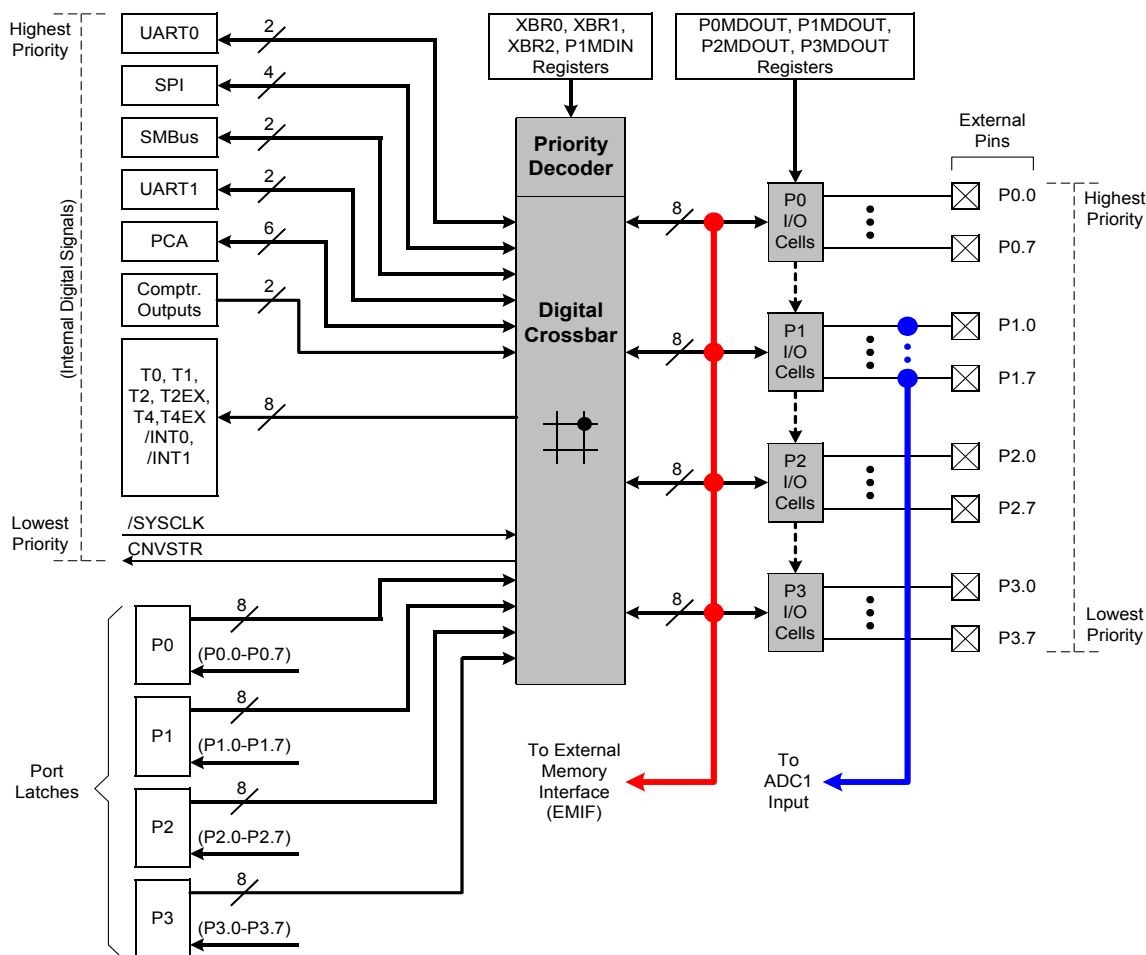 Highest
Priority
(Internal Digital Signals)
Lowest
Priority
UART0
2
SPI
4
SMBus
2
UART1
2
PCA
6
Comptr.
Outputs
2
T0, T1,
T2, T2EX,
T4,T4EX
/INT0,
/INT1
8
/SYSCLK
CNVSTR
XBR0, XBR1,
XBR2, P1MDIN
Registers
P0MDOUT, P1MDOUT,
P2MDOUT, P3MDOUT
Registers
Priority
Decoder
Digital
Crossbar
8
8
8
8
P0
I/O
Cells
P1
I/O
Cells
P2
I/O
Cells
P3
I/O
Cells
External
Pins
P0.0
P0.7
P1.0
P1.7
P2.0
P2.7
P3.0
P3.7
Highest
Priority
Lowest
Priority
Port
Latches
P0
8
(P0.0-P0.7)
P1
8
(P1.0-P1.7)
P2
8
(P2.0-P2.7)
P3
8
(P3.0-P3.7)
To External
Memory
Interface
(EMIF)
To
ADC1
Input